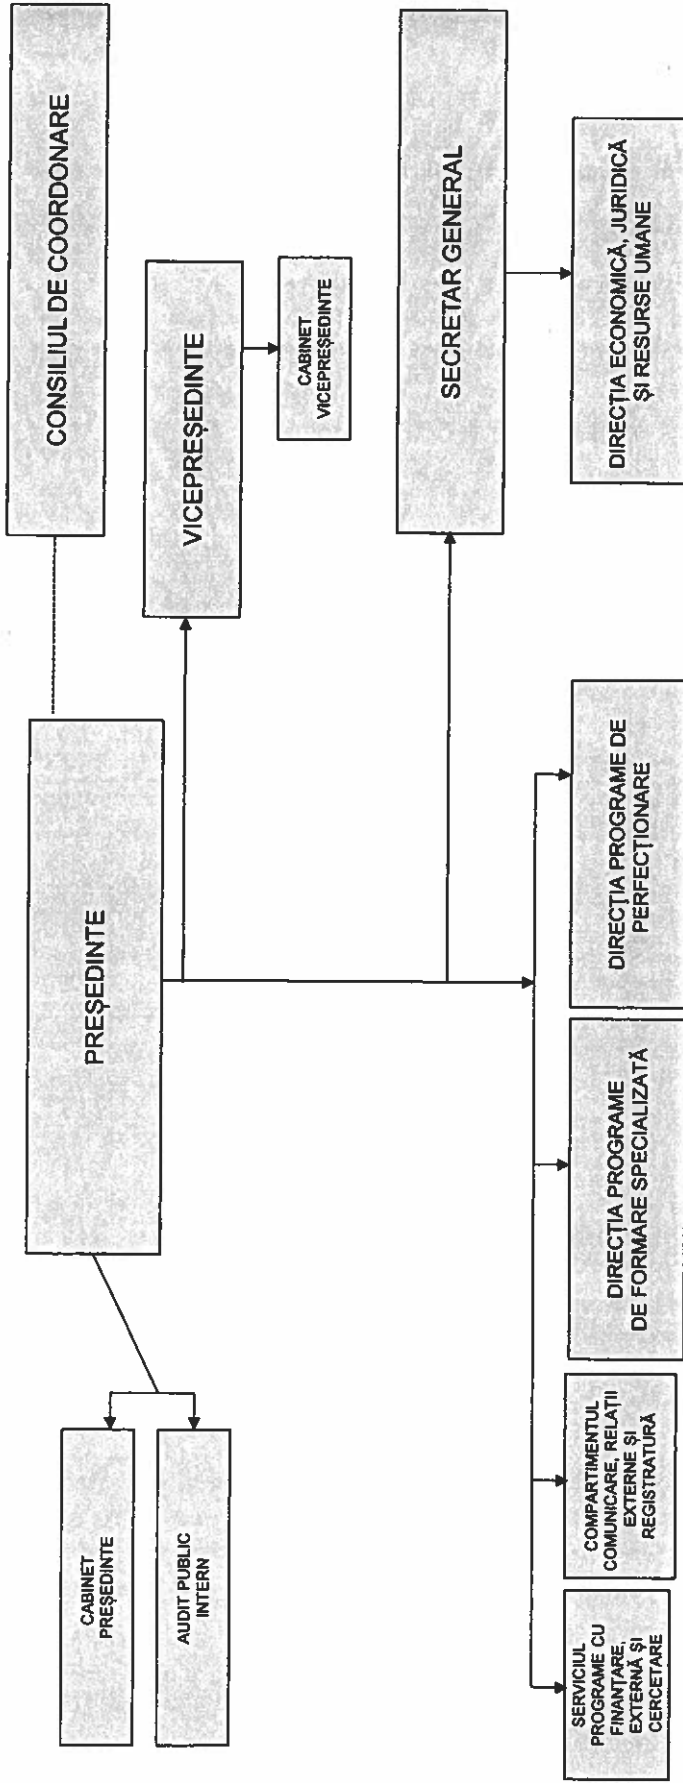 CONSILIUL DE COORDONARE
PREȘEDINTE
CABINET
PREȘEDINTE
AUDIT PUBLIC
INTERN
VICEPREȘEDINTE
CABINET
VICEPREȘEDINTE
SECRETAR GENERAL
SERVICIUL
PROGRAME CU
FINANȚARE,
EXTERNĂ ȘI
CERCETARE
COMPARTIMENTUL
COMUNICARE, RELAȚII
EXTERNE ȘI
REGISTRATURĂ
DIRECȚIA PROGRAME
DE FORMARE SPECIALIZATĂ
DIRECȚIA PROGRAME DE
PERFECȚIONARE
DIRECȚIA ECONOMICĂ, JURIDICĂ
ȘI RESURSE UMANE